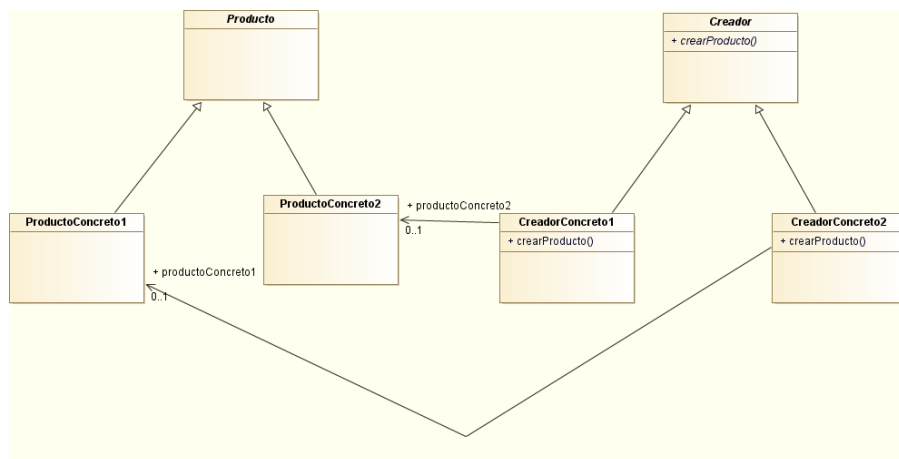 Producto
Creador
+ crearProducto()
ProductoConcreto1
ProductoConcreto2
+ productoConcreto2
0..1
CreadorConcreto1
+ crearProducto()
CreadorConcreto2
+ crearProducto()
+ productoConcreto1
0..1